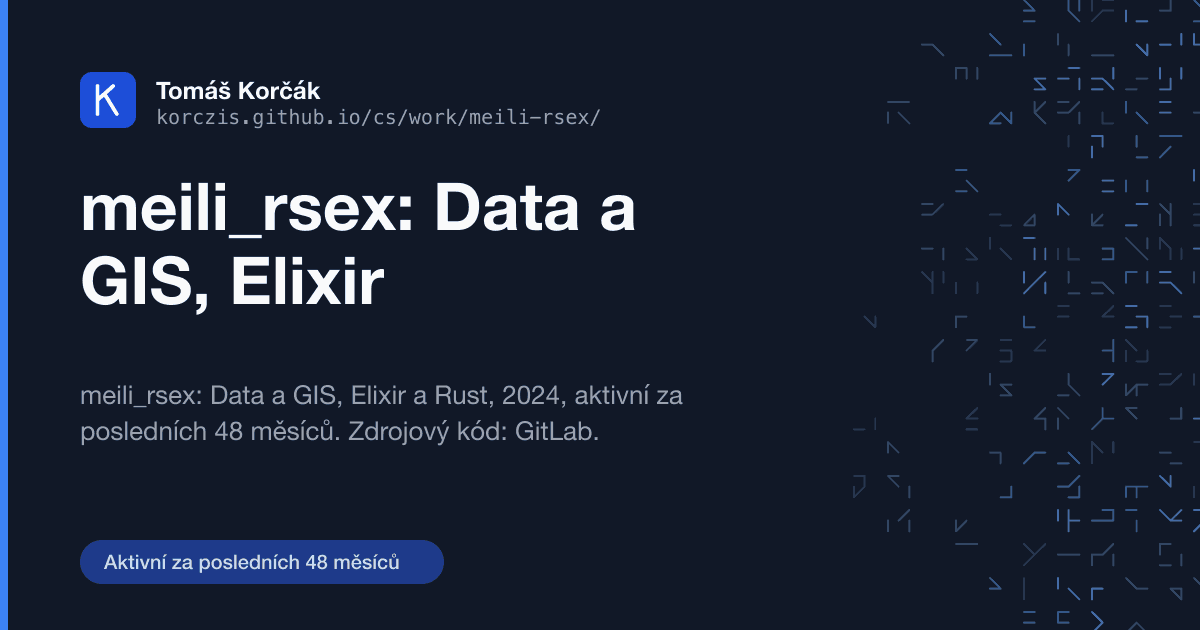 K
Tomáš Korčák
korczis.github.io/cs/work/meili-rsex/
meili_rsex: Data a
GIS, Elixir
meili_rsex: Data a GIS, Elixir a Rust, 2024, aktivní za
posledních 48 měsíců. Zdrojový kód: GitLab.
Aktivní za posledních 48 měsíců